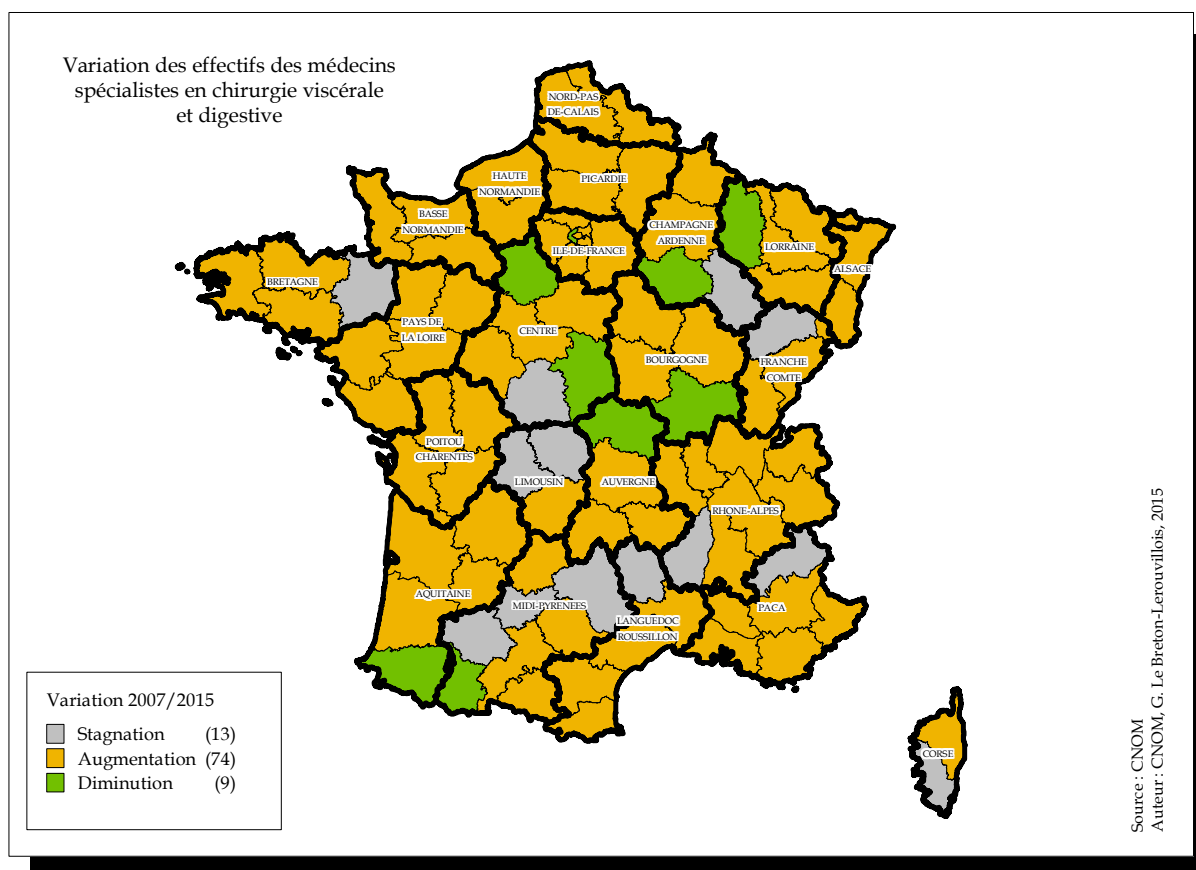 Variation des effectifs des médecins
spécialistes en chirurgie viscérale
et digestive
NORD-PAS
DE-CALAIS
HAUTE
NORMANDIE
PICARDIE
BASSE
NORMANDIE
CHAMPAGNE
ARDENNE
ILE-DE-FRANCE
LORRAINE
ALSACE
BRETAGNE
PAYS DE
LA LOIRE
CENTRE
BOURGOGNE
FRANCHE
COMTE
POITOU
CHARENTES
LIMOUSIN
AUVERGNE
RHONE-ALPES
AQUITAINE
MIDI-PYRENEES
LANGUEDOC
ROUSSILLON
PACA
CORSE
Variation 2007/2015
Stagnation (13)
Augmentation (74)
Diminution (9)
Source : CNOM
Auteur : CNOM, G. Le Breton-Lerouvillois, 2015